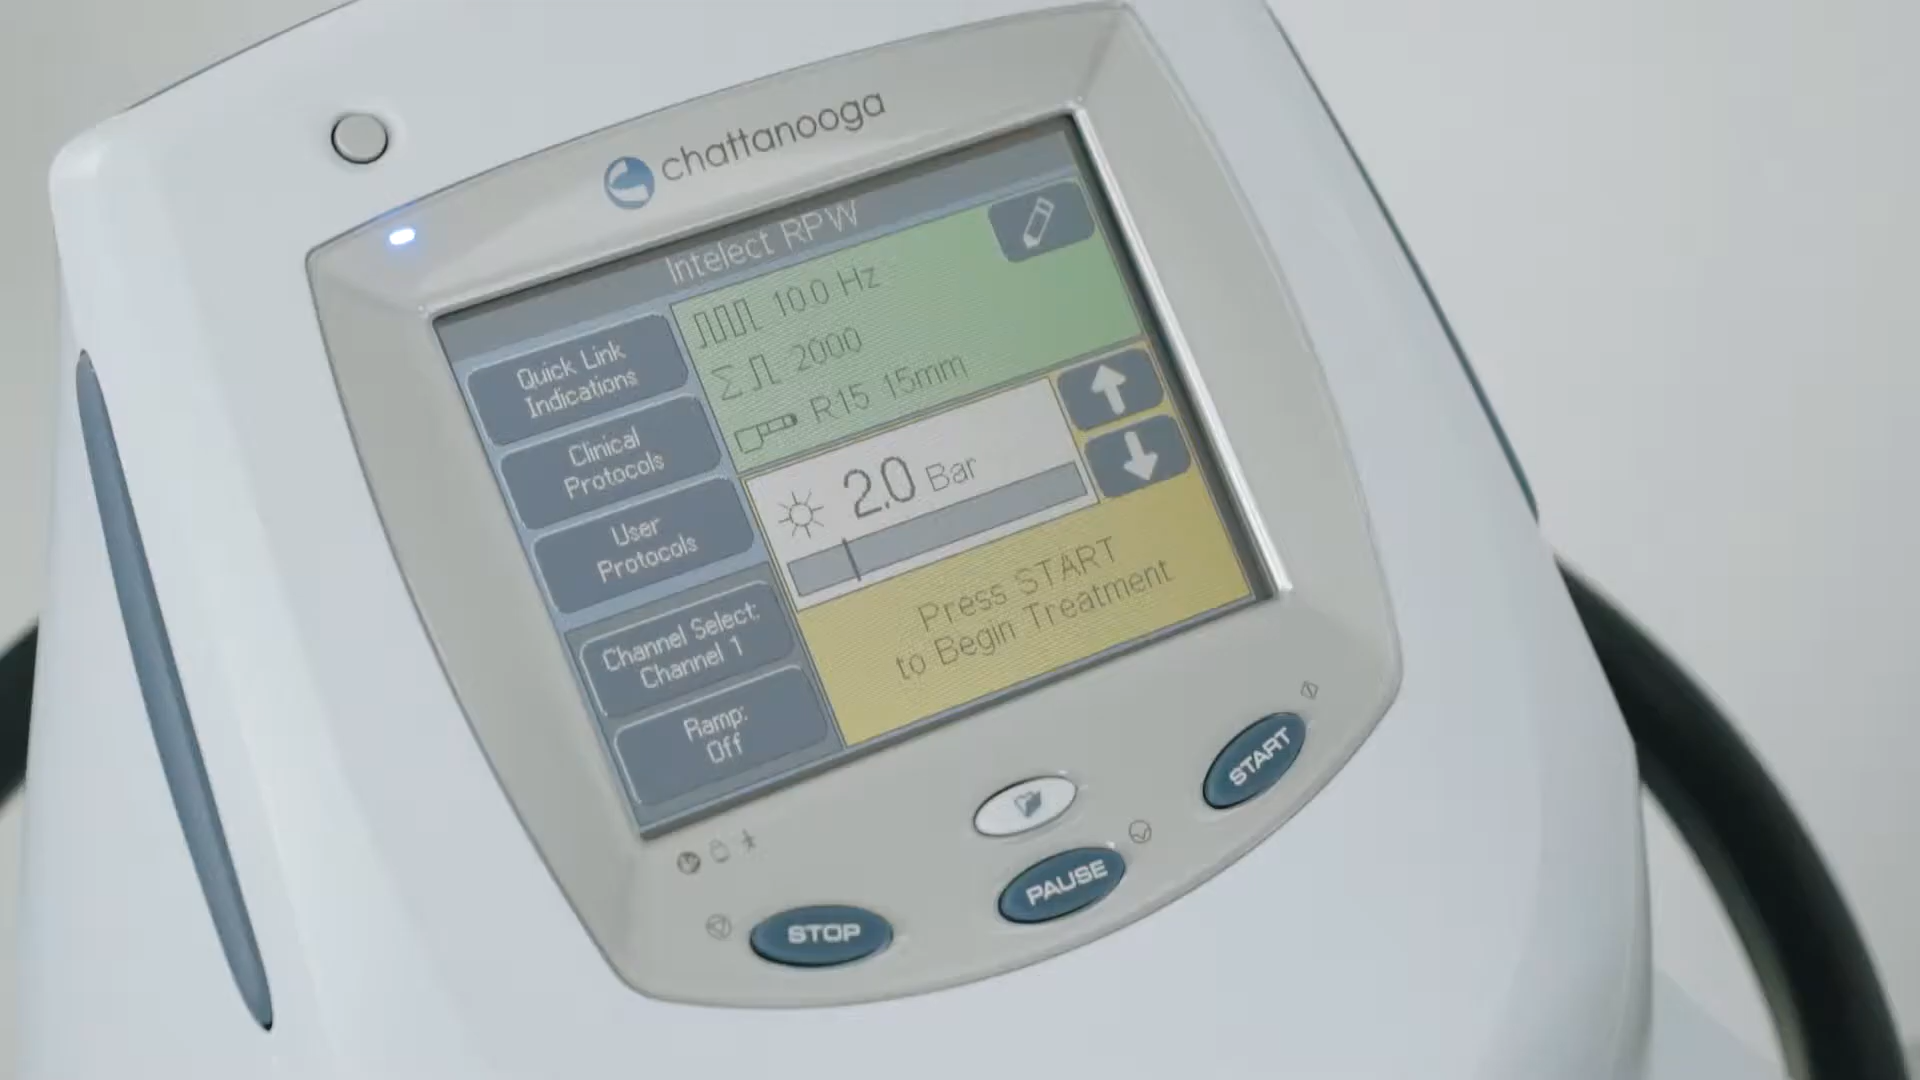 chattanooga
Intelect RPW
Quick Link
Indications
Clinical
Protocols
User
Protocols
Channel Select:
Channel 1
Ramp:
Off
10.0 Hz
2000
R15 15mm
2.0 Bar
Press START
to Begin Treatment
START
PAUSE
STOP